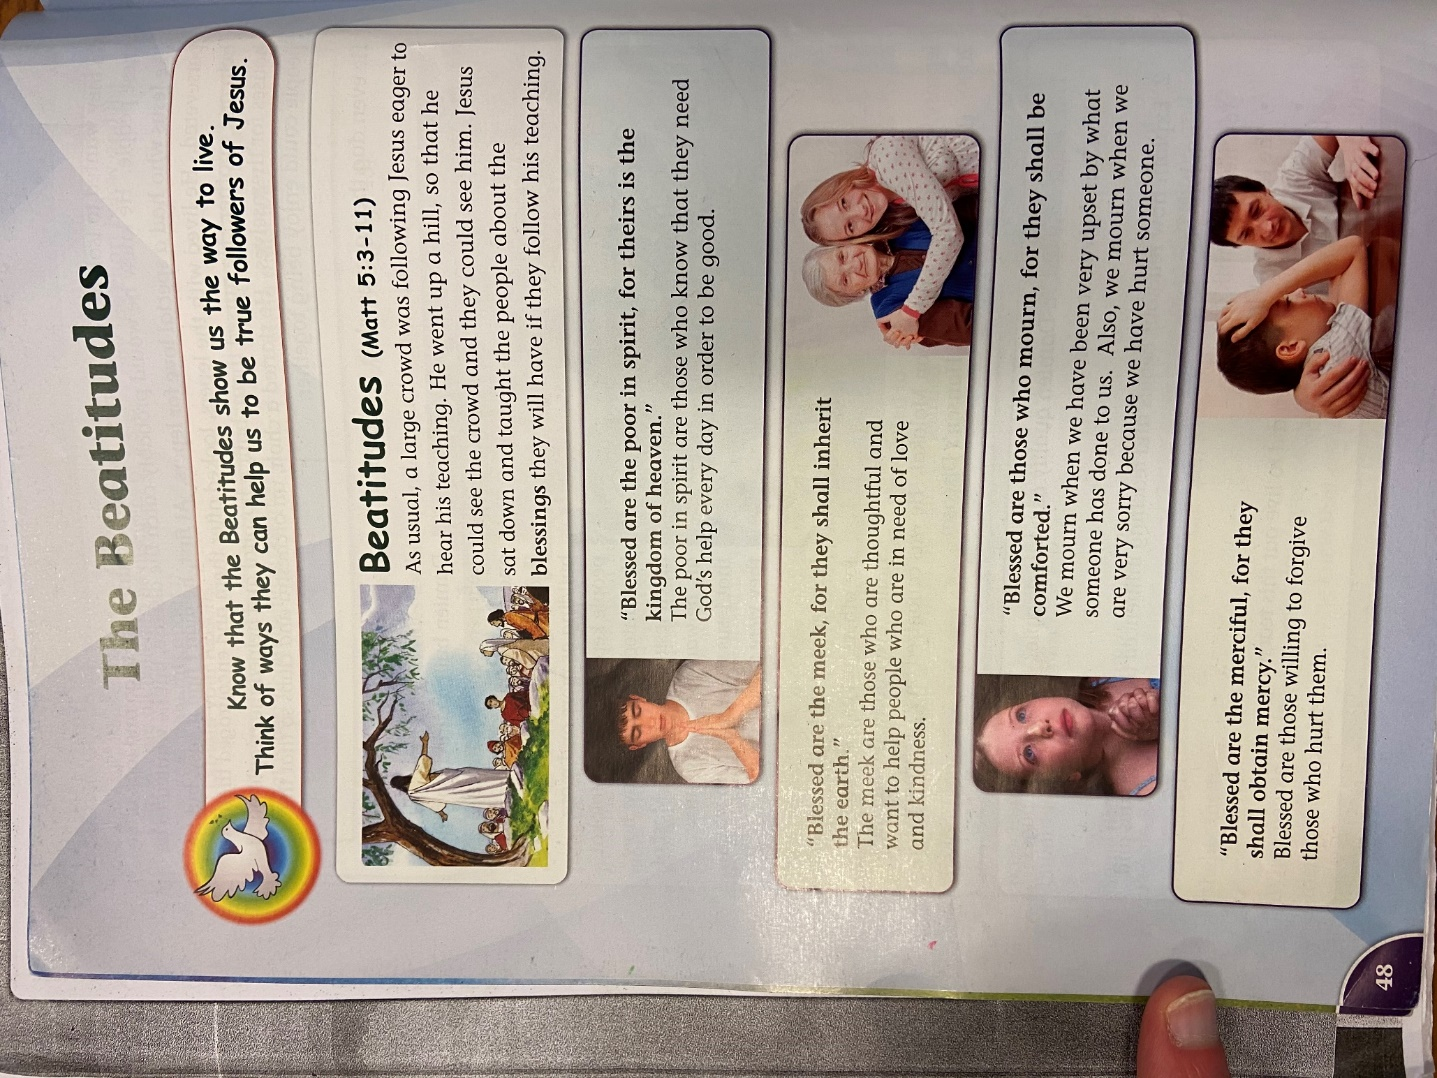 The Beatitudes
Know that the Beatitudes show us the way to live.
Think of ways they can help us to be true followers of Jesus.
Beatitudes (Matt 5:3-11)
As usual, a large crowd was following Jesus eager to
hear his teaching. He went up a hill, so that he
could see the crowd and they could see him. Jesus
sat down and taught the people about the
blessings they will have if they follow his teaching.
“Blessed are the poor in spirit, for theirs is the
kingdom of heaven.”
The poor in spirit are those who know that they need
God’s help every day in order to be good.
“Blessed are the meek, for they shall inherit
the earth.”
The meek are those who are thoughtful and
want to help people who are in need of love
and kindness.
“Blessed are those who mourn, for they shall be
comforted.”
We mourn when we have been very upset by what
someone has done to us. Also, we mourn when we
are very sorry because we have hurt someone.
“Blessed are the merciful, for they
shall obtain mercy.”
Blessed are those willing to forgive
those who hurt them.
48